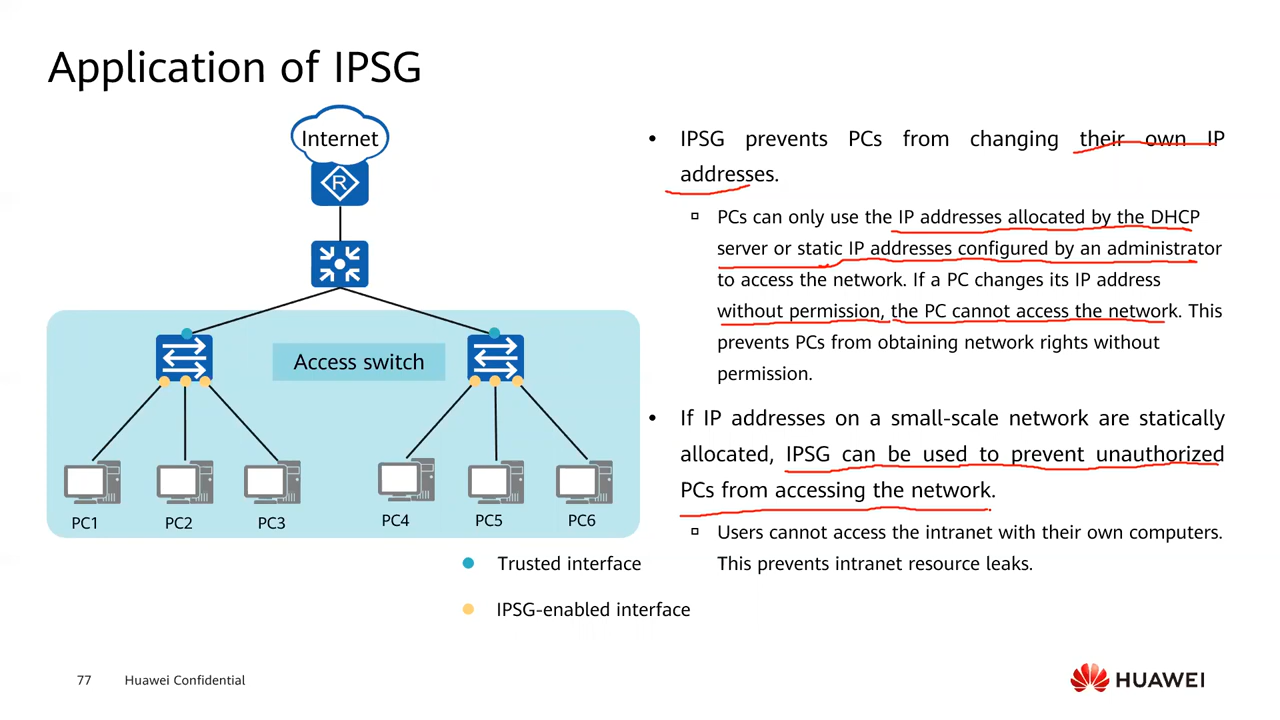 Application of IPSG
Internet
R
Access switch
PC1
PC2
PC3
PC4
PC5
PC6
Trusted interface
IPSG-enabled interface
• IPSG prevents PCs from changing their own IP
addresses.
PCs can only use the IP addresses allocated by the DHCP
server or static IP addresses configured by an administrator
to access the network. If a PC changes its IP address
without permission, the PC cannot access the network. This
prevents PCs from obtaining network rights without
permission.
• If IP addresses on a small-scale network are statically
allocated, IPSG can be used to prevent unauthorized
PCs from accessing the network.
Users cannot access the intranet with their own computers.
This prevents intranet resource leaks.
77 Huawei Confidential
HUAWEI